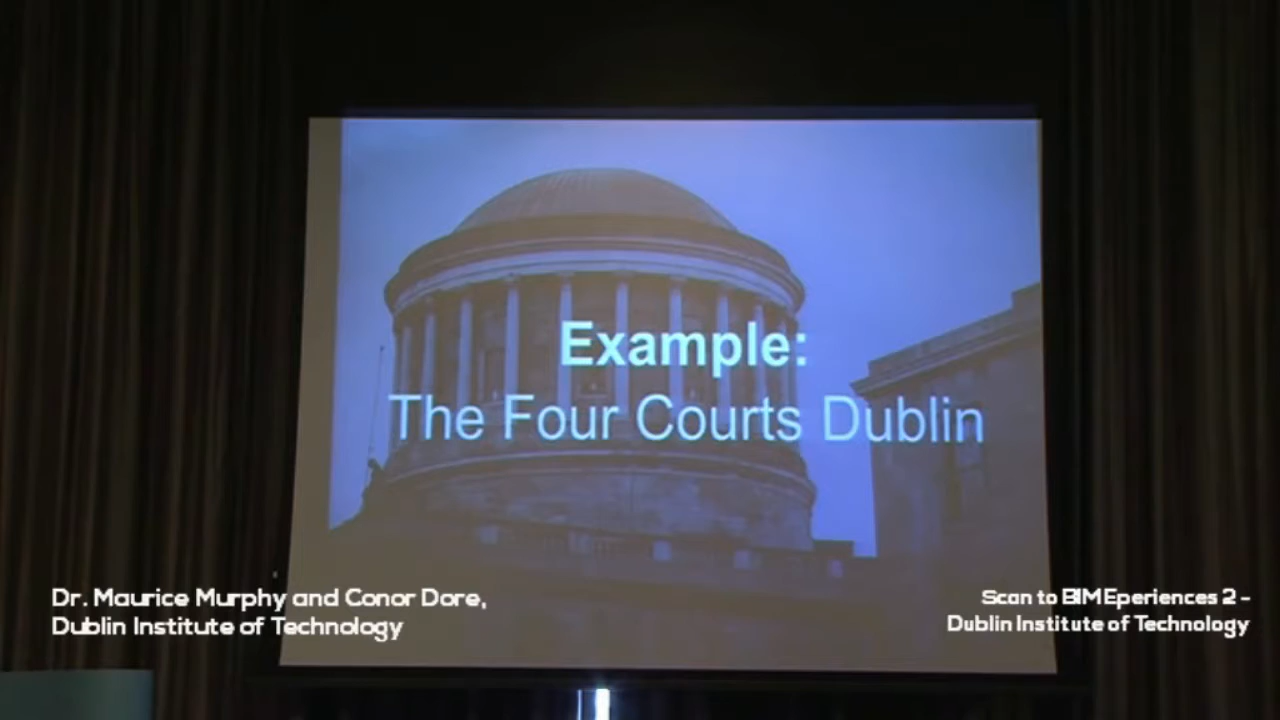 Example:
The Four Courts Dublin
Dr. Maurice Murphy and Conor Dore,
Dublin Institute of Technology
Scan to BIM Eperiences 2 -
Dublin Institute of Technology